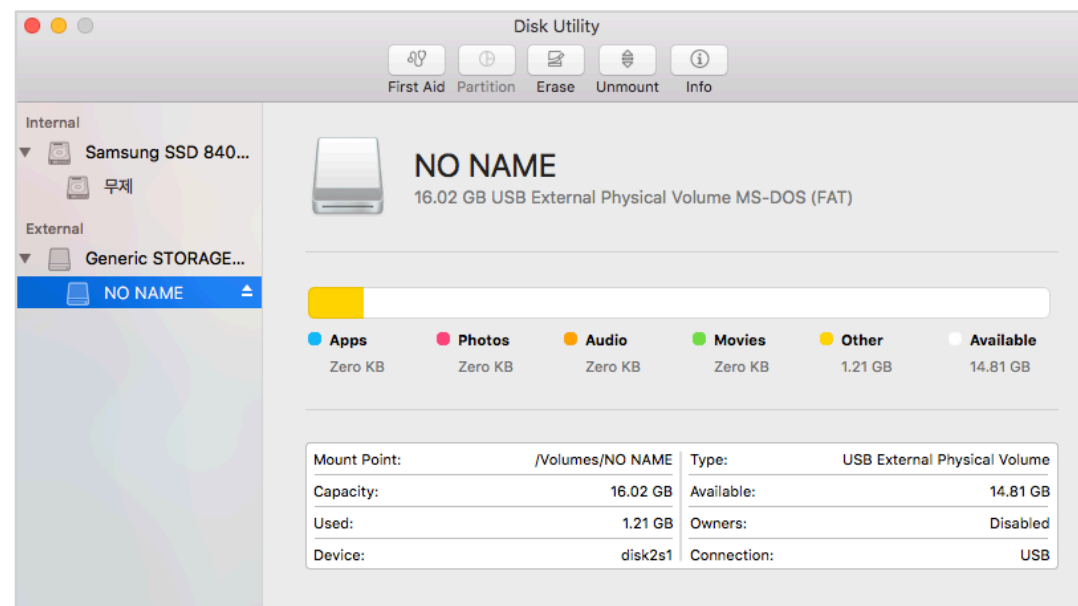 Disk Utility
First Aid Partition Erase Unmount Info
Internal
Samsung SSD 840...
무제
External
Generic STORAGE...
NO NAME
NO NAME
16.02 GB USB External Physical Volume MS-DOS (FAT)
Apps Photos Audio Movies Other Available
Zero KB Zero KB Zero KB Zero KB 1.21 GB 14.81 GB
Mount Point: /Volumes/NO NAME Type: USB External Physical Volume
Capacity: 16.02 GB Available: 14.81 GB
Used: 1.21 GB Owners: Disabled
Device: disk2s1 Connection: USB